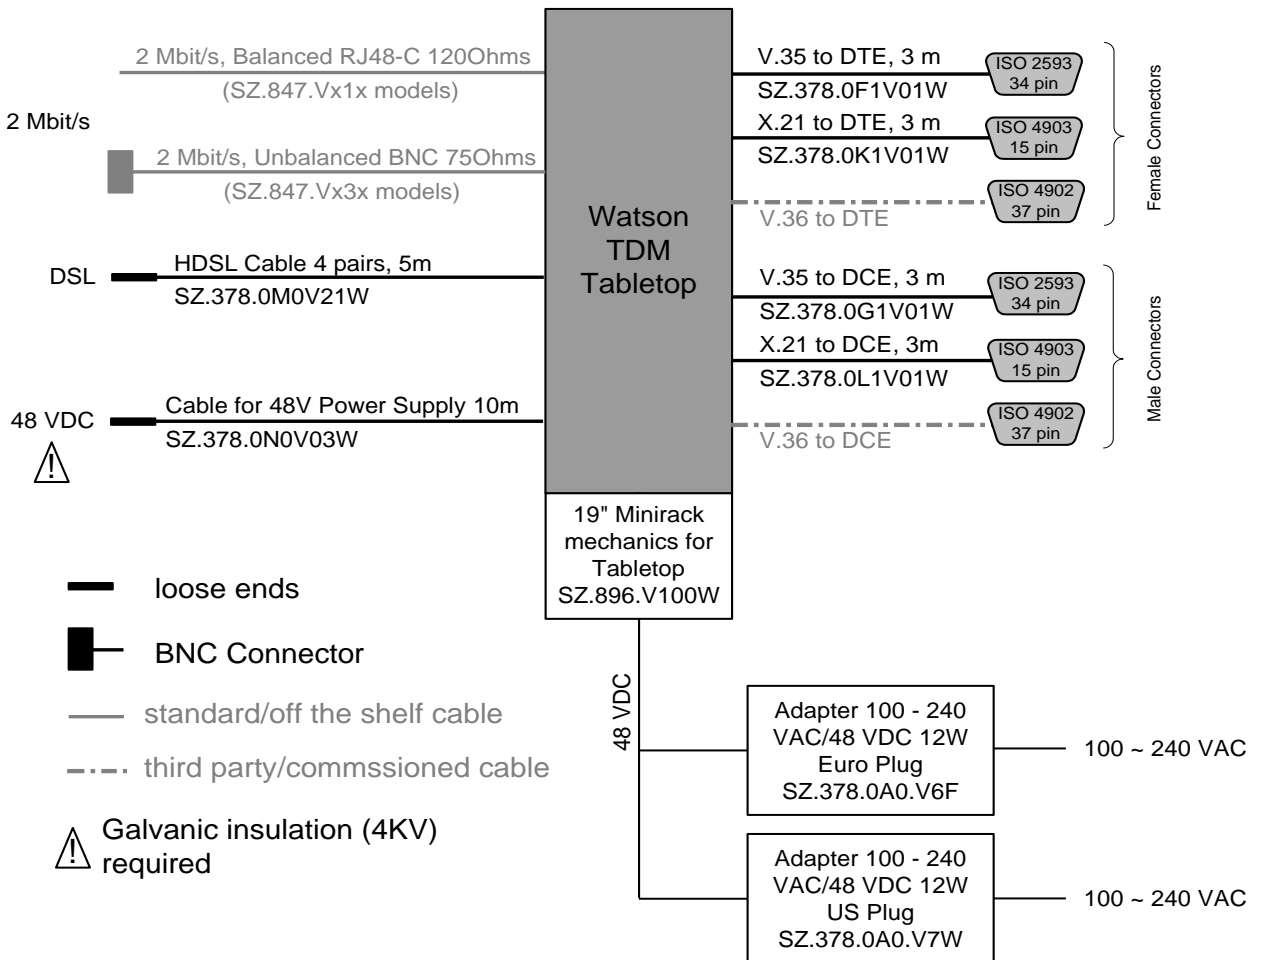 2 Mbit/s, Balanced RJ48-C 120Ohms
(SZ.847.Vx1x models)
2 Mbit/s
2 Mbit/s, Unbalanced BNC 75Ohms
(SZ.847.Vx3x models)
DSL
HDSL Cable 4 pairs, 5m
SZ.378.0M0V21W
48 VDC
Cable for 48V Power Supply 10m
SZ.378.0N0V03W
Watson
TDM
Tabletop
19" Minirack
mechanics for
Tabletop
SZ.896.V100W
V.35 to DTE, 3 m
SZ.378.0F1V01W
ISO 2593
34 pin
X.21 to DTE, 3 m
SZ.378.0K1V01W
ISO 4903
15 pin
V.36 to DTE
ISO 4902
37 pin
Female Connectors
V.35 to DCE, 3 m
SZ.378.0G1V01W
ISO 2593
34 pin
X.21 to DCE, 3m
SZ.378.0L1V01W
ISO 4903
15 pin
V.36 to DCE
ISO 4902
37 pin
Male Connectors
loose ends
BNC Connector
standard/off the shelf cable
third party/commssioned cable
Galvanic insulation (4KV)
required
48 VDC
Adapter 100 - 240
VAC/48 VDC 12W
Euro Plug
SZ.378.0A0.V6F
100 ~ 240 VAC
Adapter 100 - 240
VAC/48 VDC 12W
US Plug
SZ.378.0A0.V7W
100 ~ 240 VAC